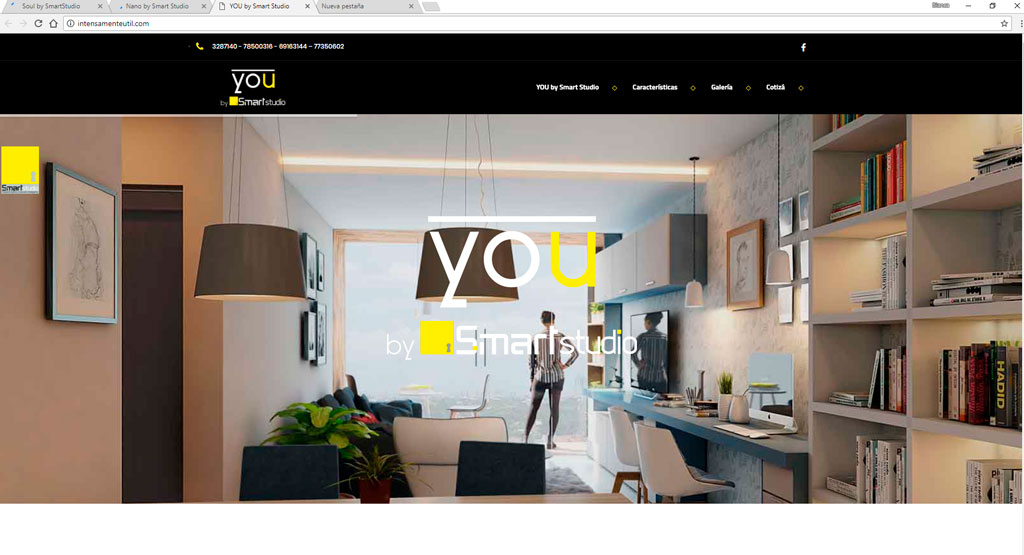 Soul by SmartStudio
Nano by Smart Studio
YOU by Smart Studio
Nueva pestaña
intensamenteutil.com
3287140 - 78500316 - 69163144 – 77350602
you
by Smart studio
YOU by Smart Studio
Características
Galería
Cotizá
Smart studio
you
by Smart studio
HADID